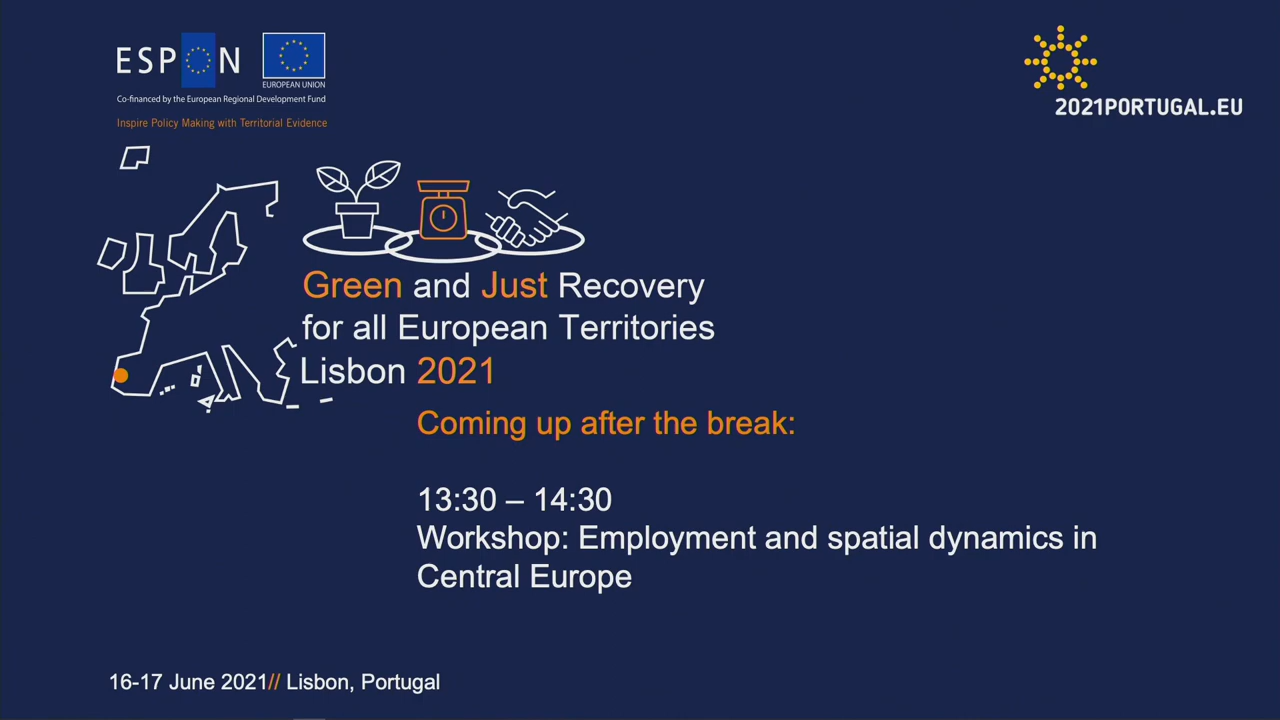 ESPON
EUROPEAN UNION
Co-financed by the European Regional Development Fund
Inspire Policy Making with Territorial Evidence
2021PORTUGAL.EU
Green and Just Recovery
for all European Territories
Lisbon 2021
Coming up after the break:
13:30 – 14:30
Workshop: Employment and spatial dynamics in
Central Europe
16-17 June 2021// Lisbon, Portugal